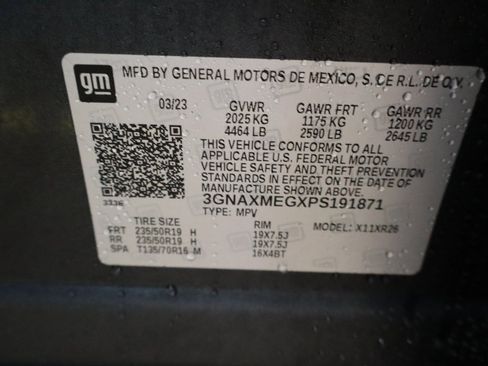 gm MFD BY GENERAL MOTORS DE MEXICO, S. DE R.L. DE C.V.
03/23 GVWR GAWR FRT GAWR RR
2025 KG 1175 KG 1200 KG
4464 LB 2590 LB 2645 LB
THIS VEHICLE CONFORMS TO ALL
APPLICABLE U.S. FEDERAL MOTOR
VEHICLE SAFETY AND THEFT PREVENTION
STANDARDS IN EFFECT ON THE DATE OF
MANUFACTURE SHOWN ABOVE.
3336 3GNAXMEGXPS191871
TYPE: MPV
TIRE SIZE RIM MODEL: X11XR26
FRT 235/50R19 H 19X7.5J
RR 235/50R19 H 19X7.5J
SPA T135/70R16 M 16X4BT